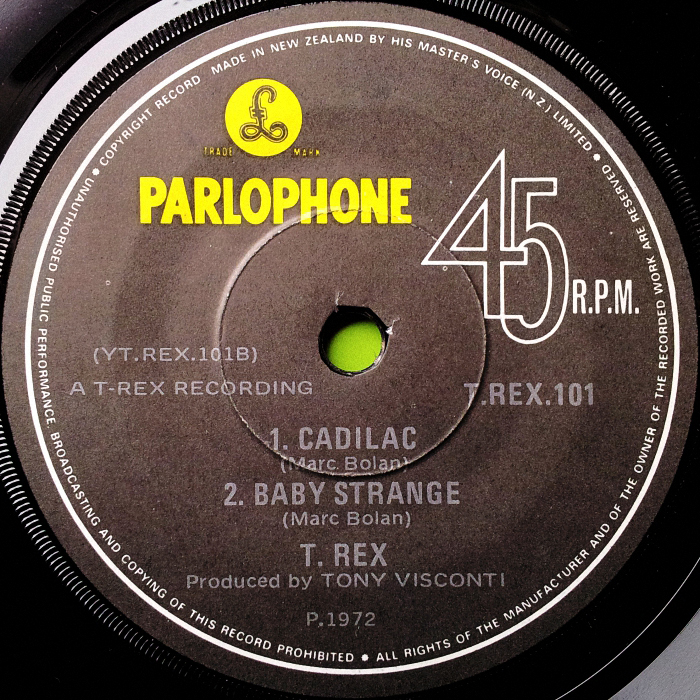 COPYRIGHT RECORD MADE IN NEW ZEALAND BY HIS MASTER'S VOICE (N.Z.) LIMITED • UNAUTHORISED PUBLIC PERFORMANCE, BROADCASTING AND COPYING OF THIS RECORD PROHIBITED • ALL RIGHTS OF THE MANUFACTURER AND OF THE OWNER OF THE RECORDED WORK ARE RESERVED •
£
TRADE MARK
PARLOPHONE
45
R.P.M.
(YT.REX.101B)
A T-REX RECORDING
T.REX.101
1. CADILAC
(Marc Bolan)
2. BABY STRANGE
(Marc Bolan)
T. REX
Produced by TONY VISCONTI
P.1972